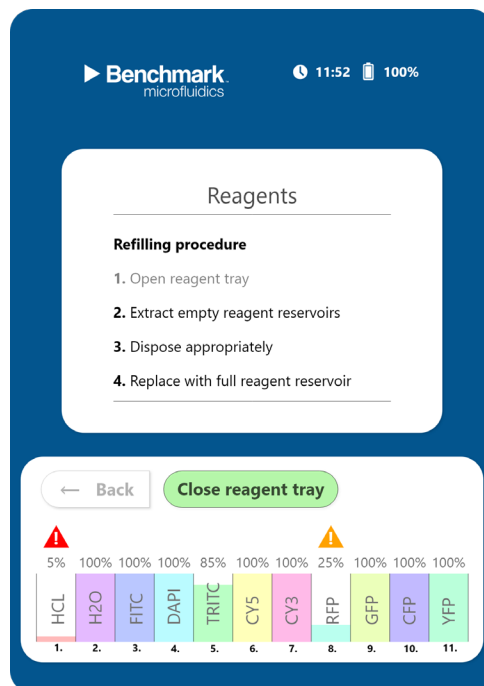 Benchmark
microfluidics
11:52 100%
Reagents
Refilling procedure
1. Open reagent tray
2. Extract empty reagent reservoirs
3. Dispose appropriately
4. Replace with full reagent reservoir
← Back Close reagent tray
! !
5% 100% 100% 100% 85% 100% 100% 25% 100% 100% 100%
HCL H2O FITC DAPI TRITC CY5 CY3 RFP GFP CFP YFP
1. 2. 3. 4. 5. 6. 7. 8. 9. 10. 11.